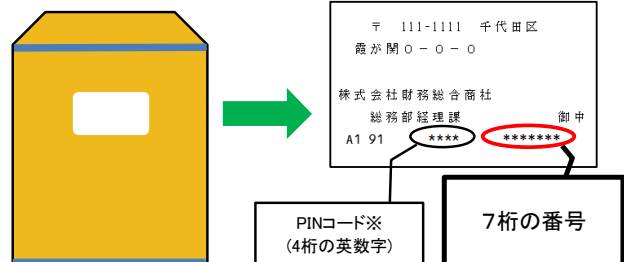 〒 111-1111 千代田区
霞が関０－０－０
株式会社財務総合商社
総務部経理課
御中
A1 91 **** *******
PINコード※
(4桁の英数字)
7桁の番号